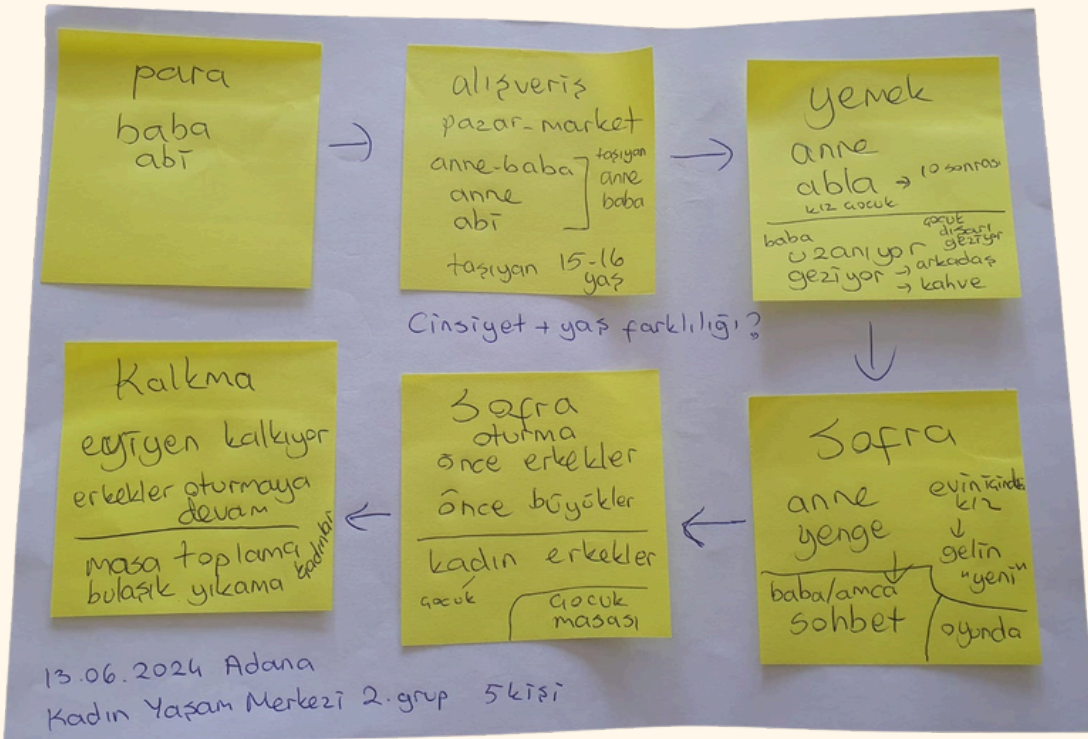 para
baba
abi
→
alışveriş
pazar-market
anne-baba
anne
abi
taşıyan
anne
baba
taşıyan 15-16
yaş
→
yemek
anne
abla → 10 sonrası
kız çocuk
baba
uzanıyor
geziyor → arkadaş
→ kahve
çocuk
dışarı
geziyor
Cinsiyet + yaş farklılığı?
↓
Sofra
anne
yenge
evin içinde
kız
↓
gelin
"yeni"
baba/amca
sohbet
oyunda
←
Sofra
oturma
önce erkekler
önce büyükler
kadın erkekler
çocuk
çocuk
masası
←
Kalkma
kalkıyor
erkekler oturmaya
devam
masa toplama
bulaşık yıkama
kadınlar
13.06.2024 Adana
Kadın Yaşam Merkezi 2.grup 5 kişi